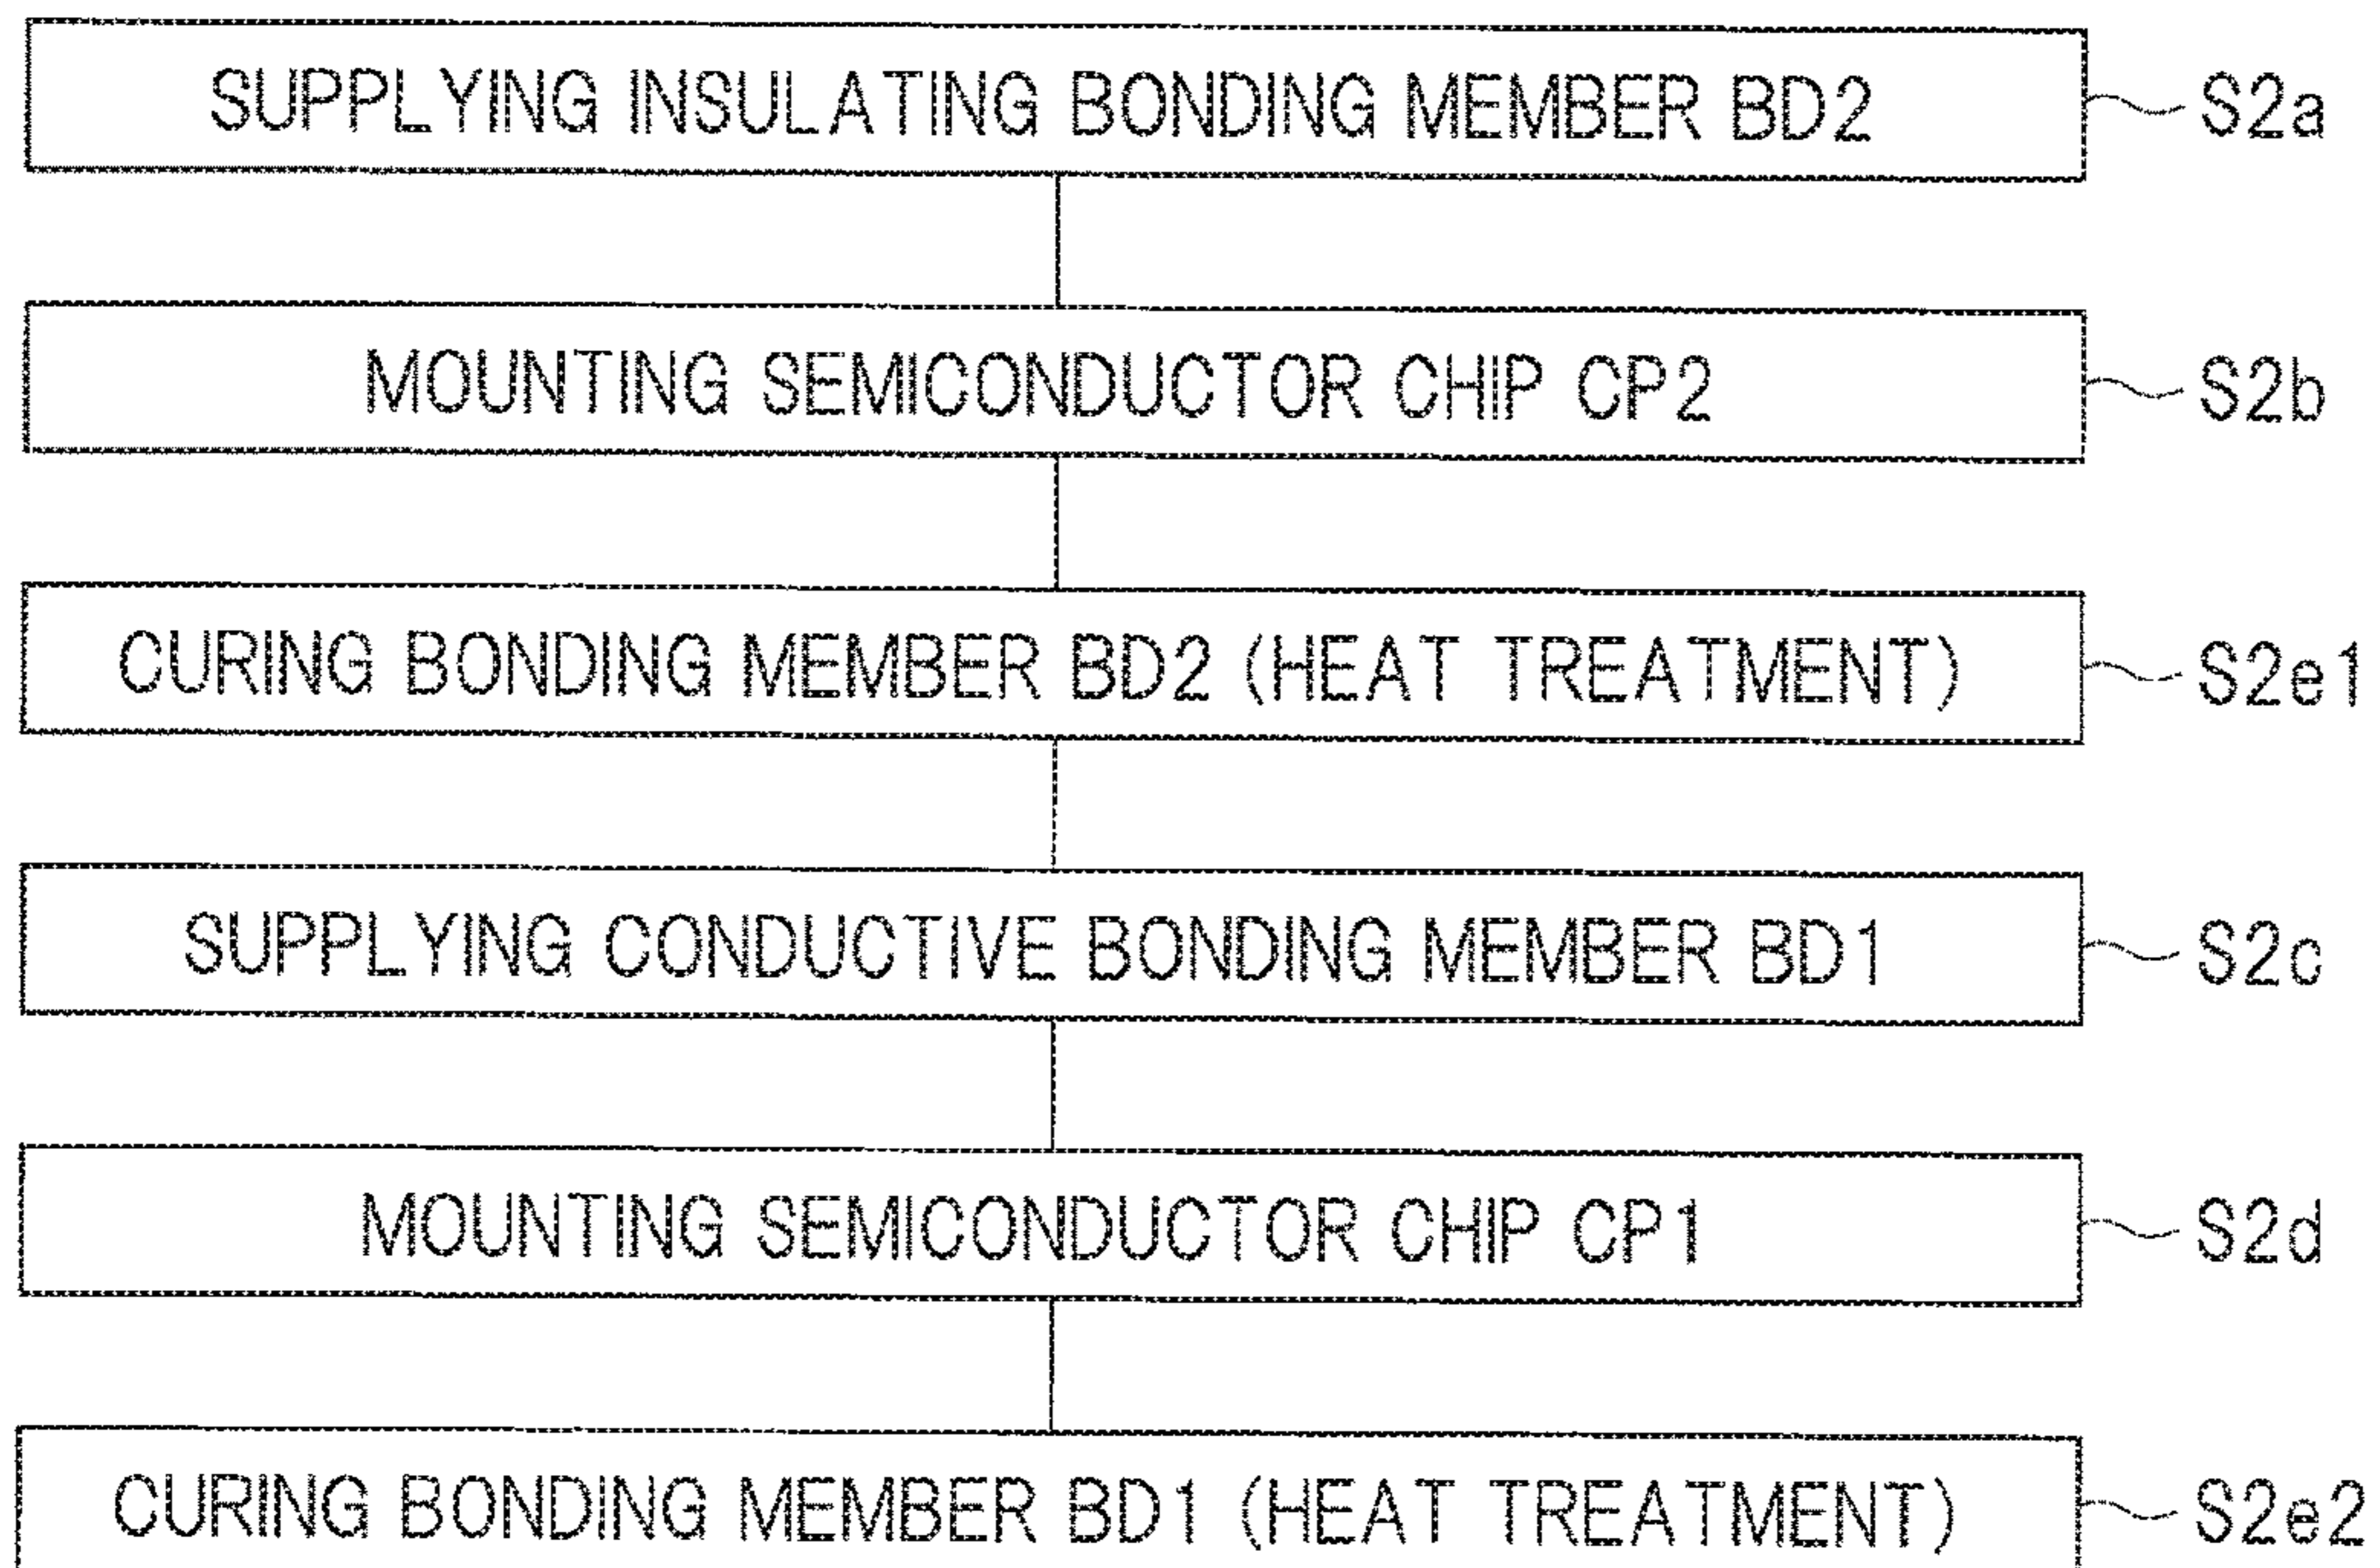 SUPPLYING INSULATING BONDING MEMBER BD2 S2a
MOUNTING SEMICONDUCTOR CHIP CP2 S2b
CURING BONDING MEMBER BD2 (HEAT TREATMENT) S2e1
SUPPLYING CONDUCTIVE BONDING MEMBER BD1 S2c
MOUNTING SEMICONDUCTOR CHIP CP1 S2d
CURING BONDING MEMBER BD1 (HEAT TREATMENT) S2e2